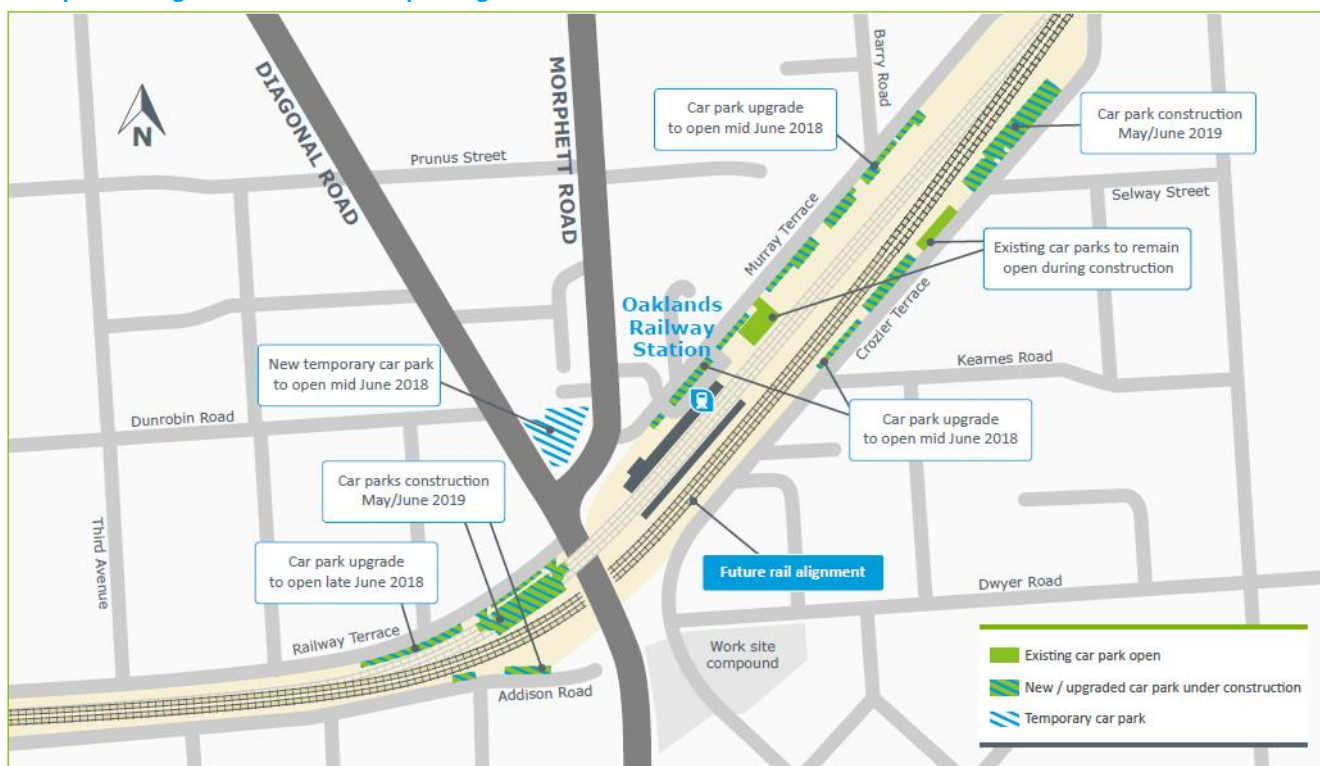 N
DIAGONAL ROAD
MORPHETT ROAD
Barry Road
Car park upgrade
to open mid June 2018
Car park construction
May/June 2019
Prunus Street
Selway Street
Murray Terrace
Existing car parks to remain
open during construction
Oaklands
Railway
Station
Crozier Terrace
Kearnes Road
New temporary car park
to open mid June 2018
Dunrobin Road
Car park upgrade
to open mid June 2018
Car parks construction
May/June 2019
Third Avenue
Car park upgrade
to open late June 2018
Future rail alignment
Dwyer Road
Railway Terrace
Work site
compound
Addison Road
Existing car park open
New / upgraded car park under construction
Temporary car park